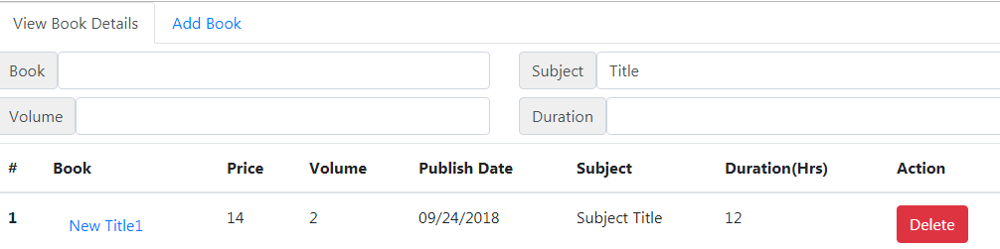 View Book Details Add Book
Book Subject Title
Volume Duration
# Book Price Volume Publish Date Subject Duration(Hrs) Action
1 New Title1 14 2 09/24/2018 Subject Title 12 Delete